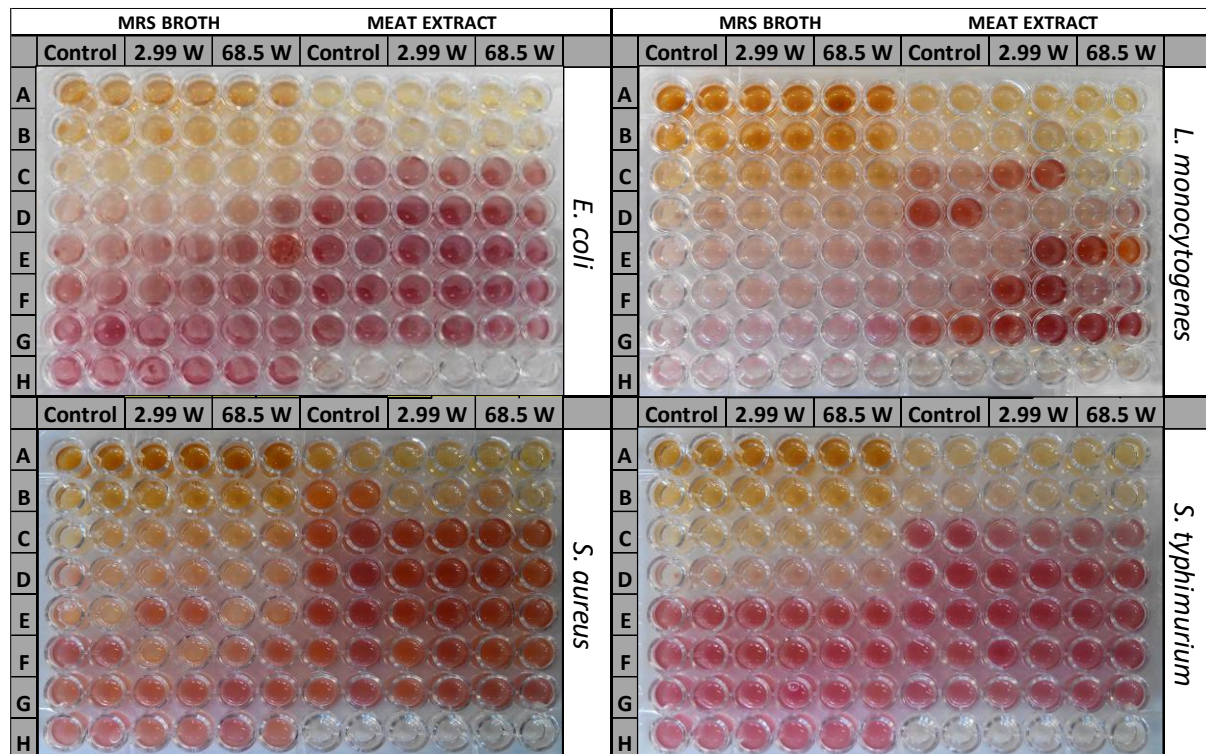 MRS BROTH MEAT EXTRACT MRS BROTH MEAT EXTRACT
Control 2.99 W 68.5 W Control 2.99 W 68.5 W Control 2.99 W 68.5 W Control 2.99 W 68.5 W
A A
B B
C C
D D
E E
F F
G G
H H
E. coli
L. monocytogenes
Control 2.99 W 68.5 W Control 2.99 W 68.5 W Control 2.99 W 68.5 W Control 2.99 W 68.5 W
A A
B B
C C
D D
E E
F F
G G
H H
S. aureus
S. typhimurium